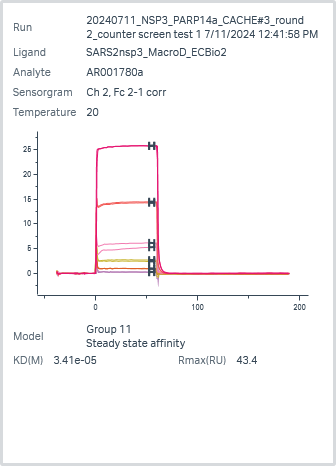 Run 20240711_NSP3_PARP14a_CACHE#3_round
2_counter screen test 1 7/11/2024 12:41:58 PM
Ligand SARS2nsp3_MacroD_ECBio2
Analyte AR001780a
Sensorgram Ch 2, Fc 2-1 corr
Temperature 20
25
20
15
10
5
0
0 100 200
Model Group 11
Steady state affinity
KD(M) 3.41e-05 Rmax(RU) 43.4